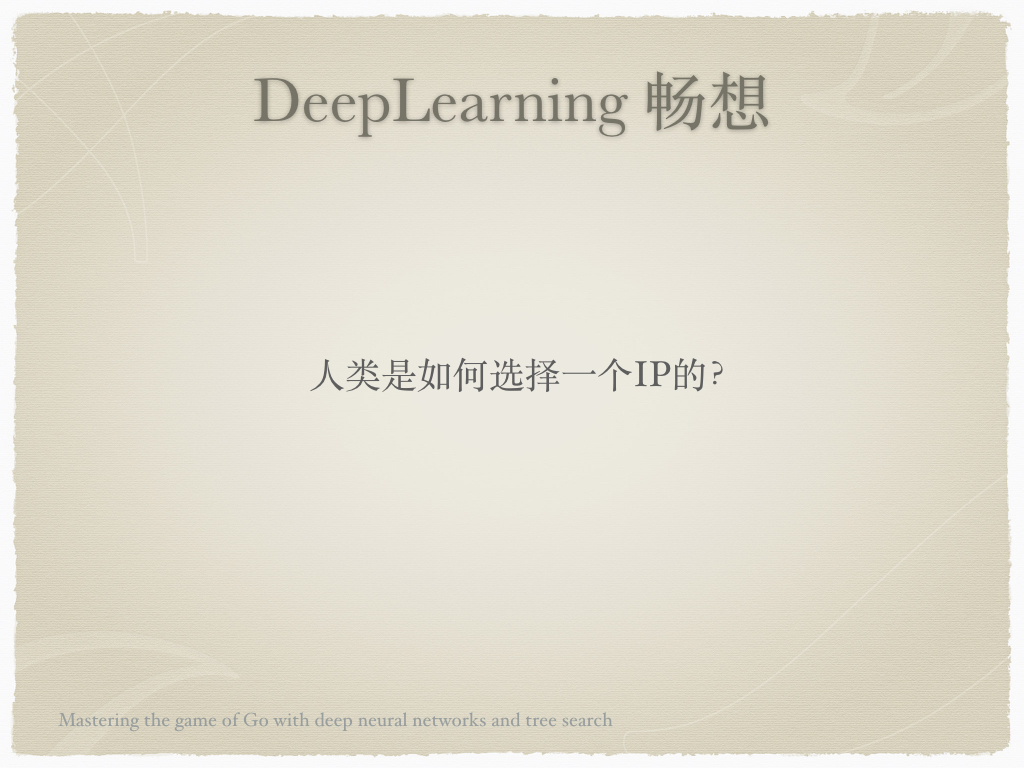 DeepLearning 畅想
人类是如何选择一个IP的?
Mastering the game of Go with deep neural networks and tree search